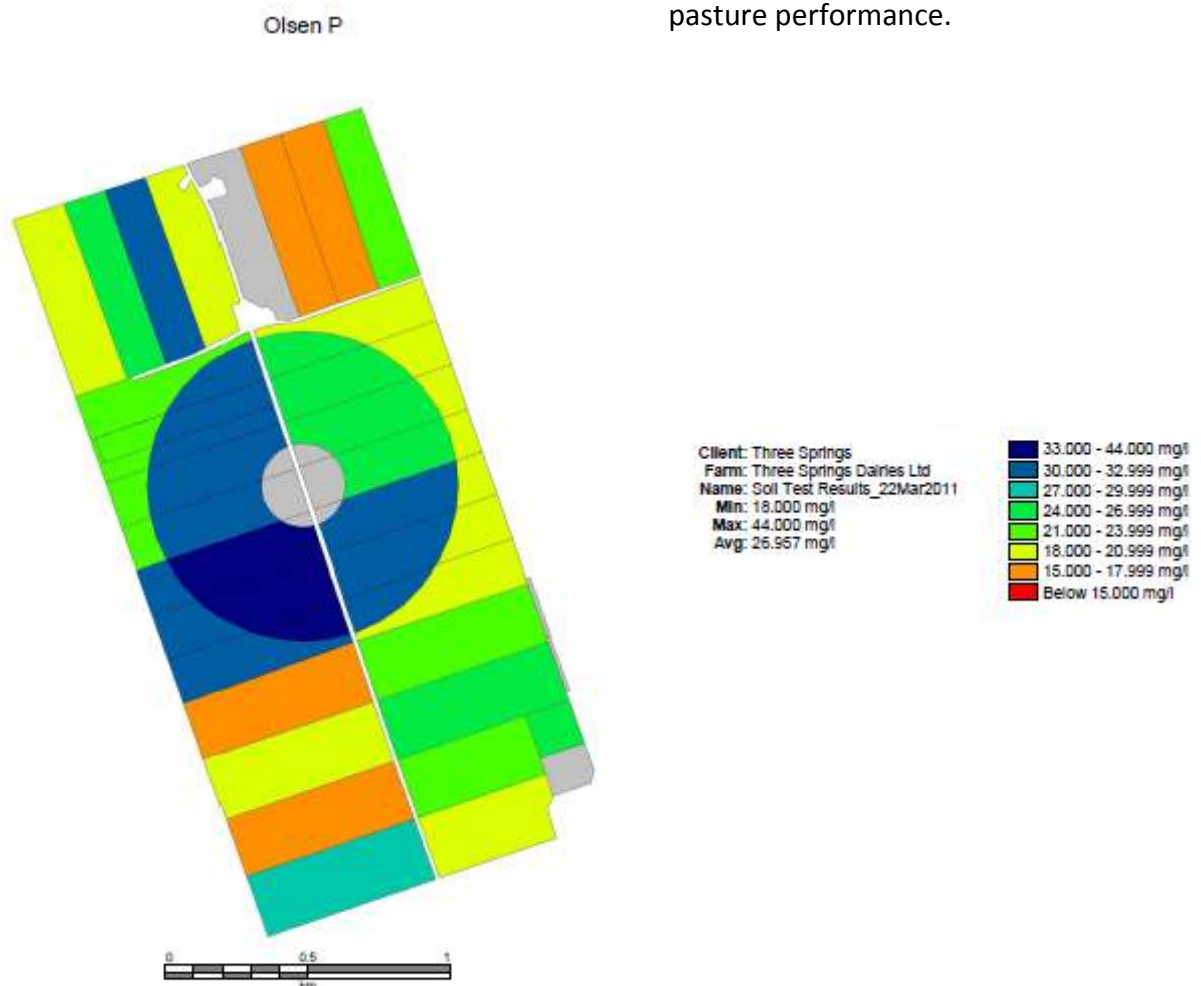 pasture performance.
Olsen P
Client: Three Springs
Farm: Three Springs Dairies Ltd
Name: Soil Test Results_22Mar2011
Min: 18.000 mg/l
Max: 44.000 mg/l
Avg: 26.957 mg/l
33.000 - 44.000 mg/l
30.000 - 32.999 mg/l
27.000 - 29.999 mg/l
24.000 - 26.999 mg/l
21.000 - 23.999 mg/l
18.000 - 20.999 mg/l
15.000 - 17.999 mg/l
Below 15.000 mg/l
0 0.5 1